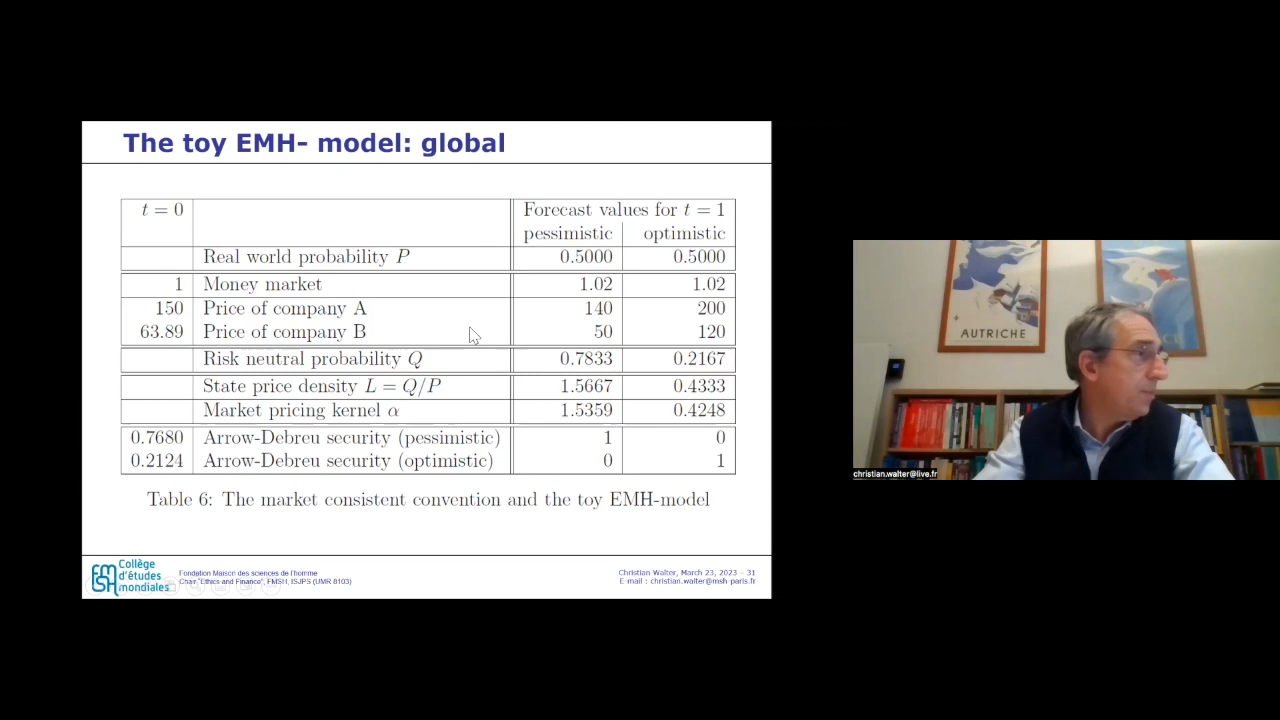 The toy EMH- model: global
t = 0 Forecast values for t = 1
pessimistic optimistic
Real world probability P 0.5000 0.5000
1 Money market 1.02 1.02
150 Price of company A 140 200
63.89 Price of company B 50 120
Risk neutral probability Q 0.7833 0.2167
State price density L = Q/P 1.5667 0.4333
Market pricing kernel α 1.5359 0.4248
0.7680 Arrow-Debreu security (pessimistic) 1 0
0.2124 Arrow-Debreu security (optimistic) 0 1
Table 6: The market consistent convention and the toy EMH-model
FMSH
Collège
d'études
mondiales
Fondation Maison des sciences de l'homme
Chair "Ethics and Finance", FMSH, ISJPS (UMR 8103)
Christian Walter, March 23, 2023 – 31
E-mail : christian.walter@msh-paris.fr
AUTRICHE
christian.walter@live.fr